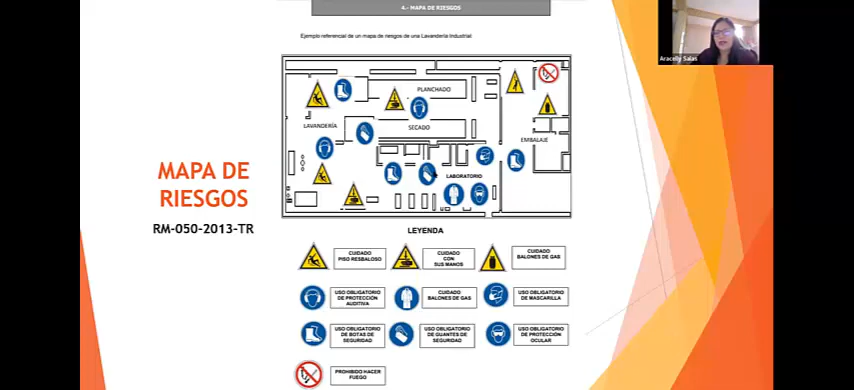 4.- MAPA DE RIESGOS
Ejemplo referencial de un mapa de riesgos de una Lavandería Industrial
Aracelly Salas
PLANCHADO
LAVANDERÍA
SECADO
EMBALAJE
LABORATORIO
MAPA DE
RIESGOS
RM-050-2013-TR
LEYENDA
CUIDADO
PISO RESBALOSO
CUIDADO
CON
SUS MANOS
CUIDADO
BALONES DE GAS
USO OBLIGATORIO
DE PROTECCIÓN
AUDITIVA
CUIDADO
BALONES DE GAS
USO OBLIGATORIO
DE MASCARILLA
USO OBLIGATORIO
DE BOTAS DE
SEGURIDAD
USO OBLIGATORIO
DE GUANTES DE
SEGURIDAD
USO OBLIGATORIO
DE PROTECCIÓN
OCULAR
PROHIBIDO HACER
FUEGO